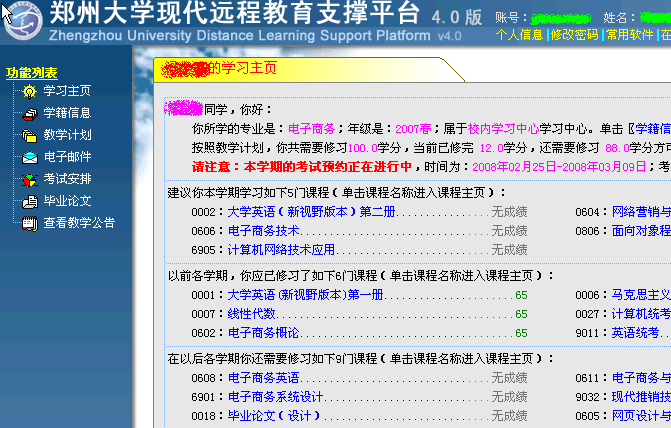 郑州大学现代远程教育支撑平台 4.0 版
Zhengzhou University Distance Learning Support Platform v4.0
账号： 姓名：
个人信息|修改密码|常用软件|在
功能列表
学习主页
学籍信息
教学计划
电子邮件
考试安排
毕业论文
查看教学公告
的学习主页
同学，你好：
你所学的专业是：电子商务；年级是：2007春；属于校内学习中心学习中心。单击〖学籍信
按照教学计划，你共需要修习100.0学分，当前已修完 12.0学分，还需要修习 88.0学分方可
请注意：本学期的考试预约正在进行中，时间为：2008年02月25日-2008年03月09日；考
建议你本学期学习如下5门课程（单击课程名称进入课程主页）：
0002：大学英语（新视野版本）第二册................无成绩 0604：网络营销与
0606：电子商务技术................无成绩 0806：面向对象程
6905：计算机网络技术应用................无成绩
以前各学期，你应已修习了如下6门课程（单击课程名称进入课程主页）：
0001：大学英语(新视野版本)第一册................65 0006：马克思主义
0007：线性代数................65 0027：计算机统考
0602：电子商务概论................65 9011：英语统考..
在以后各学期你还需要修习如下9门课程（单击课程名称进入课程主页）：
0608：电子商务英语................无成绩 0611：电子商务与
6901：电子商务系统设计................无成绩 9032：现代推销技
0018：毕业论文（设计）................无成绩 0605：网页设计与